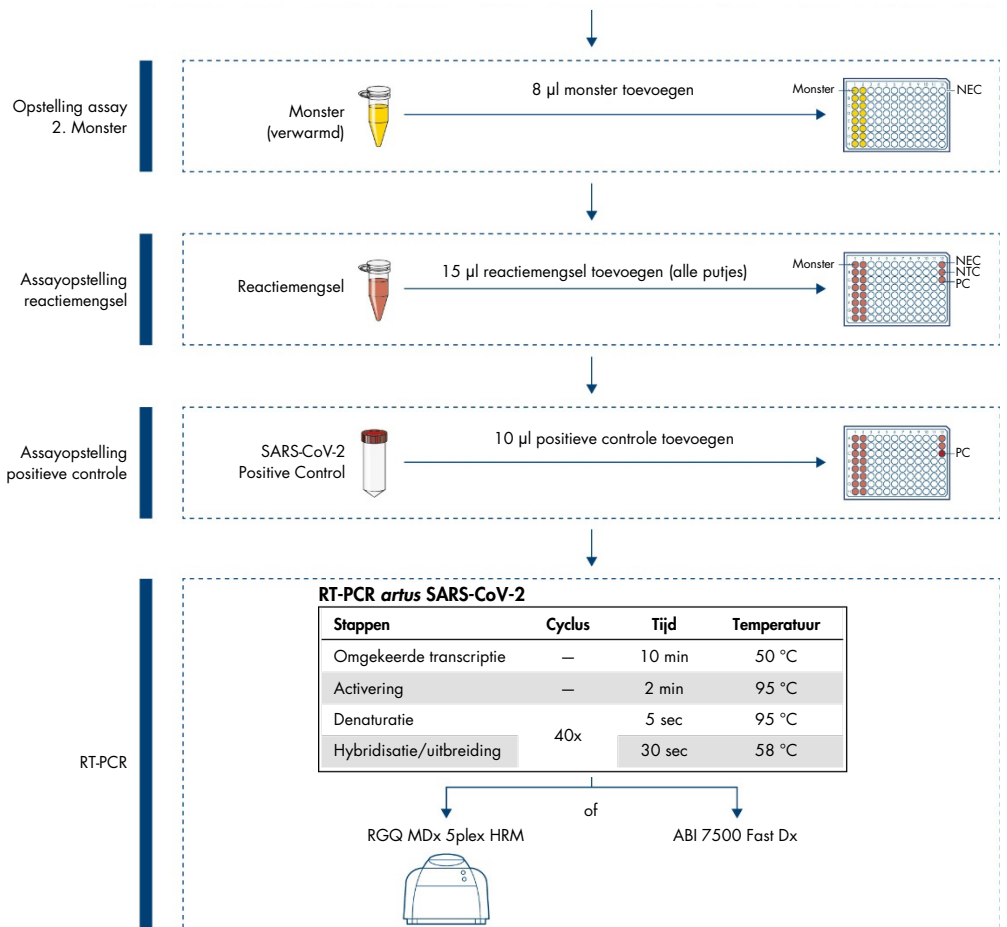 Opstelling assay
2. Monster
Monster
(verwarmd)
8 µl monster toevoegen
Monster
NEC
Assayopstelling
reactiemengsel
Reactiemengsel
15 µl reactiemengsel toevoegen (alle putjes)
Monster
NEC
NTC
PC
Assayopstelling
positieve controle
SARS-CoV-2
Positive Control
10 µl positieve controle toevoegen
PC
RT-PCR
RT-PCR artus SARS-CoV-2
Stappen Cyclus Tijd Temperatuur
Omgekeerde transcriptie — 10 min 50 °C
Activering — 2 min 95 °C
Denaturatie 5 sec 95 °C
40x
Hybridisatie/uitbreiding 30 sec 58 °C
of
RGQ MDx 5plex HRM
ABI 7500 Fast Dx